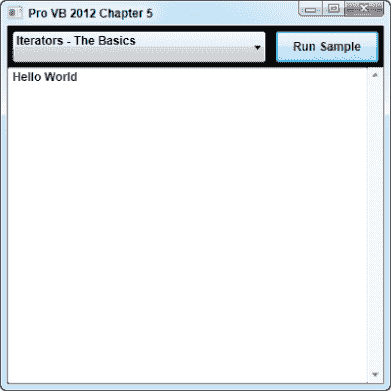 Pro VB 2012 Chapter 5
Iterators - The Basics
Run Sample
Hello World